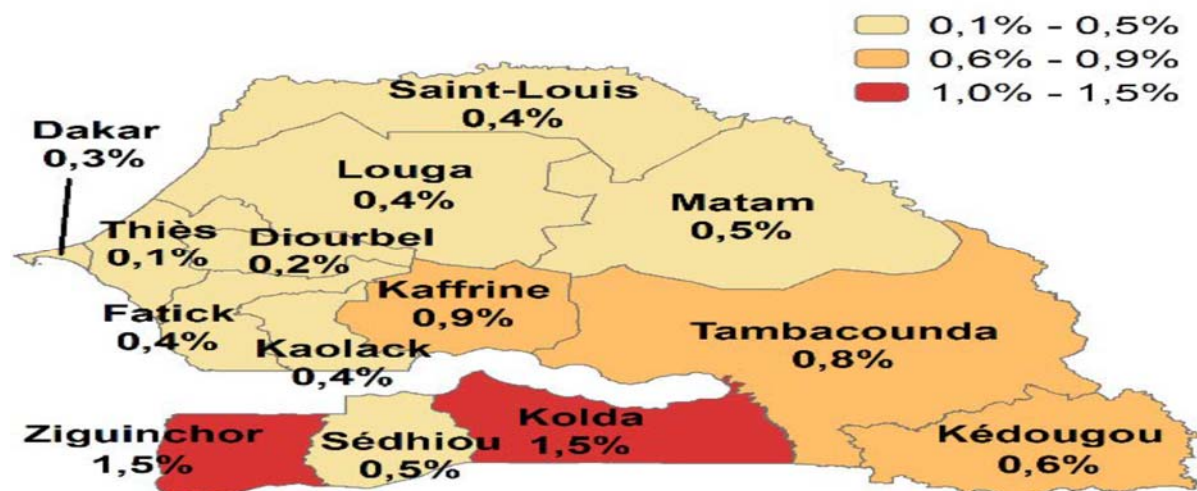 0,1% - 0,5%
0,6% - 0,9%
1,0% - 1,5%
Saint-Louis
0,4%
Dakar
0,3%
Louga
0,4%
Matam
0,5%
Thiès
0,1%
Diourbel
0,2%
Kaffrine
0,9%
Fatick
0,4%
Kaolack
0,4%
Tambacounda
0,8%
Ziguinchor
1,5%
Sédhiou
0,5%
Kolda
1,5%
Kédougou
0,6%